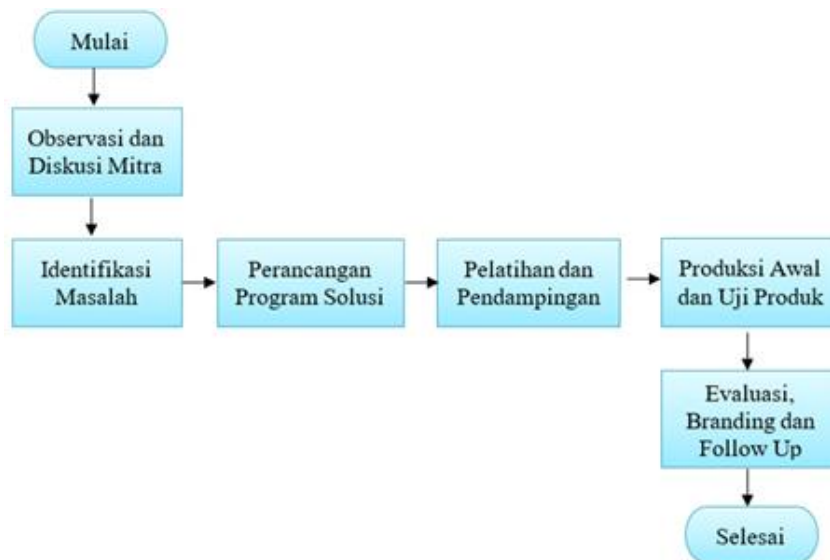 Mulai
Observasi dan
Diskusi Mitra
Identifikasi
Masalah
Perancangan
Program Solusi
Pelatihan dan
Pendampingan
Produksi Awal
dan Uji Produk
Evaluasi,
Branding dan
Follow Up
Selesai